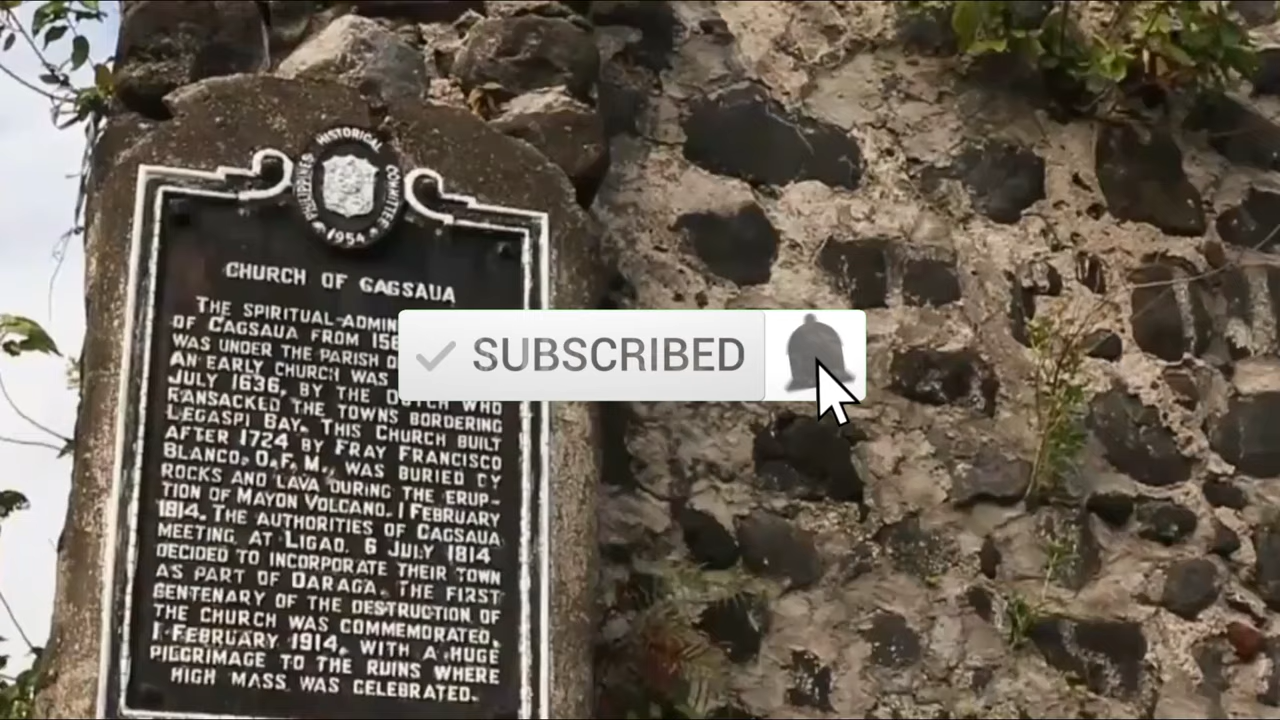 PHILIPPINES HISTORICAL COMMITTEE
1954
CHURCH OF CAGSAUA
THE SPIRITUAL-ADMIN
OF CAGSAUA FROM 15
WAS UNDER THE PARISH O
AN EARLY CHURCH WAS
JULY 1636, BY THE DUTCH WHO
RANSACKED THE TOWNS BORDERING
LEGASPI BAY. THIS CHURCH BUILT
AFTER 1724 BY FRAY FRANCISCO
BLANCO, O.F.M., WAS BURIED BY
ROCKS AND LAVA DURING THE ERUP-
TION OF MAYON VOLCANO, 1 FEBRUARY
1814. THE AUTHORITIES OF CAGSAUA
MEETING, AT LIGAO, 6 JULY 1814
DECIDED TO INCORPORATE THEIR TOWN
AS PART OF DARAGA. THE FIRST
CENTENARY OF THE DESTRUCTION OF
THE CHURCH WAS COMMEMORATED,
1 FEBRUARY 1914, WITH A HUGE
PILGRIMAGE TO THE RUINS WHERE
HIGH MASS WAS CELEBRATED.
SUBSCRIBED